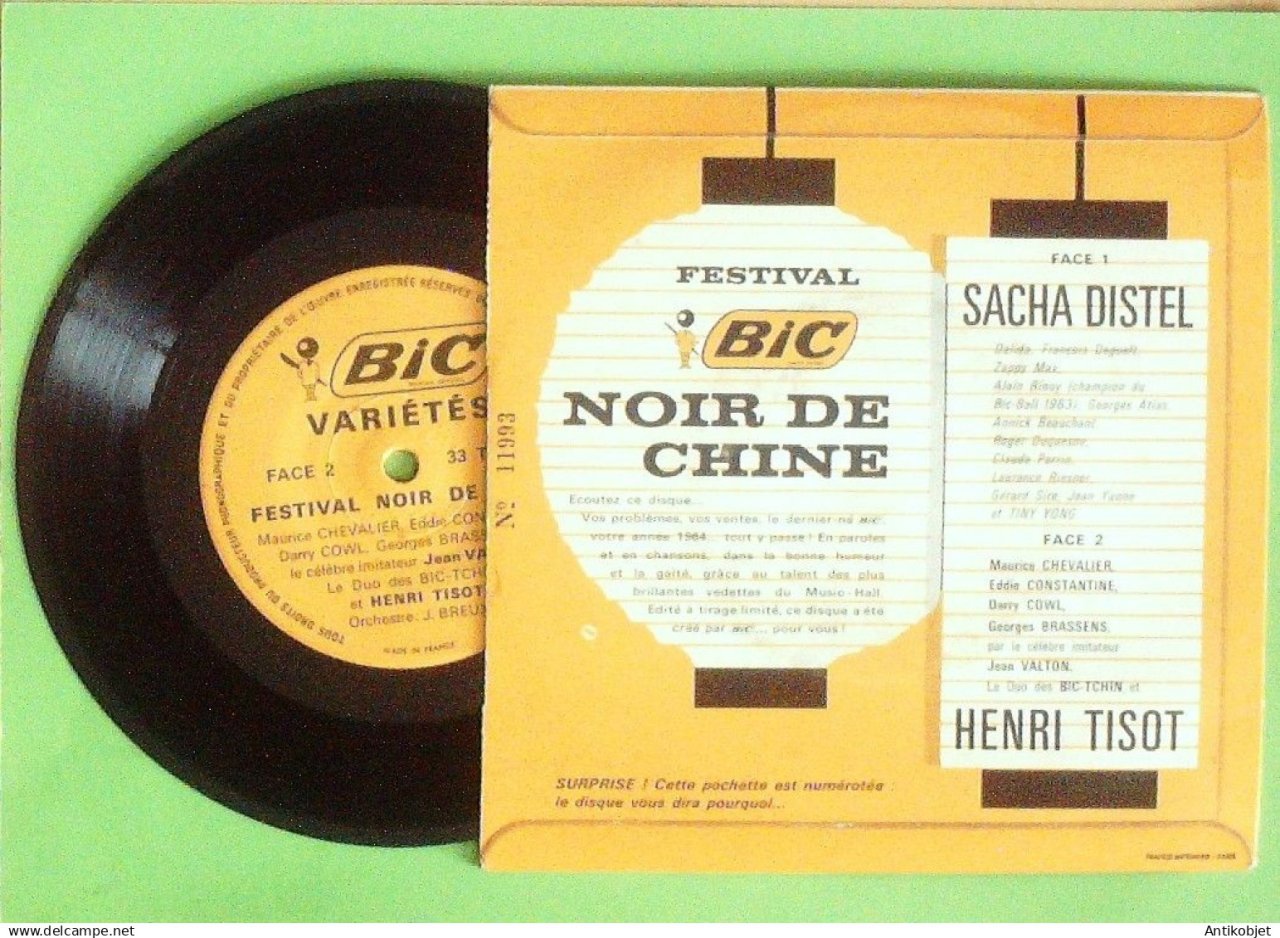 TOUS DROITS DU PRODUCTEUR PHONOGRAPHIQUE ET DU PROPRIÉTAIRE DE L'ŒUVRE ENREGISTRÉE RÉSERVÉS
BiC
VARIÉTÉS
FACE 2
33 T
FESTIVAL NOIR DE
Maurice CHEVALIER, Eddie CON
Darry COWL, Georges BRASS
le célèbre imitateur Jean VA
Le Duo des BIC-TCH
et HENRI TISOT
Orchestre : J. BREUX
MADE IN FRANCE
Nº 11993
FESTIVAL
BiC
NOIR DE
CHINE
Ecoutez ce disque...
Vos problèmes, vos ventes, le dernier-né BIC,
votre année 1964... tout y passe ! En paroles
et en chansons, dans la bonne humeur
et la gaîté, grâce au talent des plus
brillantes vedettes du Music-Hall.
Edité à tirage limité, ce disque a été
créé par BIC... pour vous !
SURPRISE ! Cette pochette est numérotée :
le disque vous dira pourquoi...
FACE 1
SACHA DISTEL
Dalida, François Deguelt,
Zappy Max,
Alain (champion du
Bic-Ball 1963), Georges Atlas,
Annick Beauchant
Roger Duquesne,
Claude
Laurence Riesner,
Gérard Sire, Jean Yanne
et TINY YONG
FACE 2
Maurice CHEVALIER,
Eddie CONSTANTINE,
Darry COWL,
Georges BRASSENS,
par le célèbre imitateur
Jean VALTON,
Le Duo des BIC-TCHIN et
HENRI TISOT
Antikobjet
delcampe.net